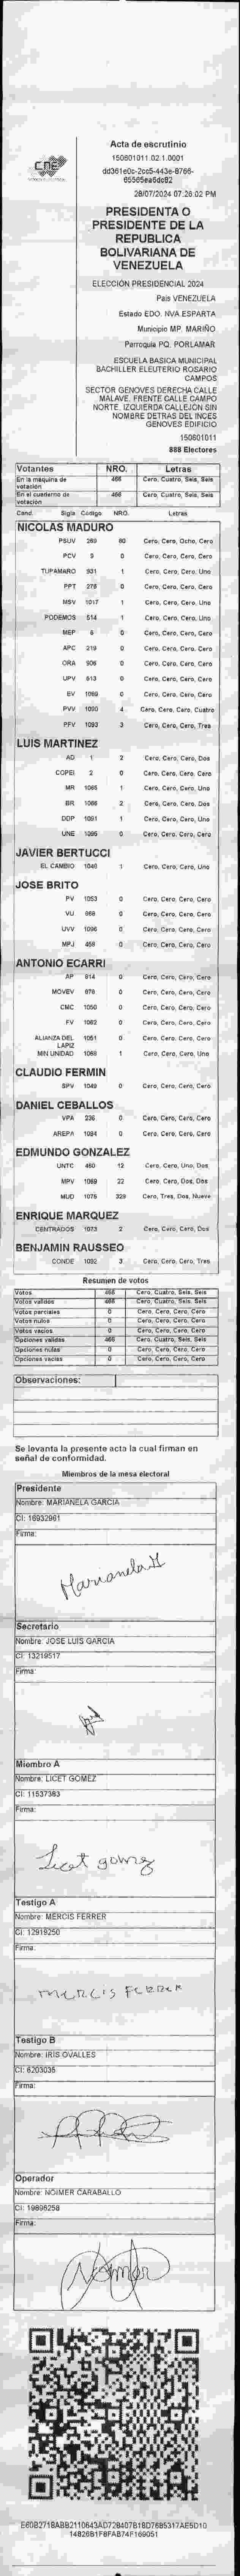 CNE
Acta de escrutinio
150601011.02.1.0001
28/07/2024 07:26:02 PM
PRESIDENTA O
PRESIDENTE DE LA
REPUBLICA
BOLIVARIANA DE
VENEZUELA
ELECCIÓN PRESIDENCIAL 2024
Pais VENEZUELA
Estado EDO. NVA.ESPARTA
Municipio MP. MARIÑO
Parroquia PQ. PORLAMAR
ESCUELA BASICA MUNICIPAL
BACHILLER ELEUTERIO ROSARIO
CAMPOS
SECTOR GENOVES DERECHA CALLE
MALAVE. FRENTE CALLE CAMPO
NORTE. IZQUIERDA CALLEJÓN SIN
NOMBRE DETRAS DEL INCES
GENOVES EDIFICIO
150601011
888 Electores
Votantes NRO. Letras
En la maquina de votación 466 Cero, Cuatro, Seis, Seis
En el cuaderno de votación 466 Cero, Cuatro, Seis, Seis
Cand. Sigla Código NRO. Letras
NICOLAS MADURO
PSUV 269 80 Cero, Cero, Ocho, Cero
PCV 9 0 Cero, Cero, Cero, Cero
TUPAMARO 931 1 Cero, Cero, Cero, Uno
PPT 278 0 Cero, Cero, Cero, Cero
MSV 1017 1 Cero, Cero, Cero, Uno
PODEMOS 514 1 Cero, Cero, Cero, Uno
MEP 6 0 Cero, Cero, Cero, Cero
APC 219 0 Cero, Cero, Cero, Cero
ORA 906 0 Cero, Cero, Cero, Cero
UPV 613 0 Cero, Cero, Cero, Cero
EV 1089 0 Cero, Cero, Cero, Cero
PVV 1090 4 Cero, Cero, Cero, Cuatro
PFV 1093 3 Cero, Cero, Cero, Tres
LUIS MARTINEZ
AD 1 2 Cero, Cero, Cero, Dos
COPEI 2 0 Cero, Cero, Cero, Cero
MR 1065 1 Cero, Cero, Cero, Uno
BR 1086 2 Cero, Cero, Cero, Dos
DDP 1091 1 Cero, Cero, Cero, Uno
UNE 1095 0 Cero, Cero, Cero, Cero
JAVIER BERTUCCI
EL CAMBIO 1046 1 Cero, Cero, Cero, Uno
JOSE BRITO
PV 1053 0 Cero, Cero, Cero, Cero
VU 968 0 Cero, Cero, Cero, Cero
UVV 1096 0 Cero, Cero, Cero, Cero
MPJ 459 0 Cero, Cero, Cero, Cero
ANTONIO ECARRI
AP 914 0 Cero, Cero, Cero, Cero
MOVEV 876 0 Cero, Cero, Cero, Cero
CMC 1050 0 Cero, Cero, Cero, Cero
FV 1082 0 Cero, Cero, Cero, Cero
ALIANZA DEL 1051 0 Cero, Cero, Cero, Cero
LAPIZ
MIN UNIDAD 1068 1 Cero, Cero, Cero, Uno
CLAUDIO FERMIN
SPV 1049 0 Cero, Cero, Cero, Cero
DANIEL CEBALLOS
VPA 236 0 Cero, Cero, Cero, Cero
AREPA 1084 0 Cero, Cero, Cero, Cero
EDMUNDO GONZALEZ
UNTC 450 12 Cero, Cero, Uno, Dos
MPV 1069 22 Cero, Cero, Dos, Dos
MUD 1078 329 Cero, Tres, Dos, Nueve
ENRIQUE MARQUEZ
CENTRADOS 1073 2 Cero, Cero, Cero, Dos
BENJAMIN RAUSSEO
CONDE 1092 3 Cero, Cero, Cero, Tres
Resumen de votos
Votos 466 Cero, Cuatro, Seis, Seis
Votos validos 466 Cero, Cuatro, Seis, Seis
Votos parciales 0 Cero, Cero, Cero, Cero
Votos nulos 0 Cero, Cero, Cero, Cero
Votos vacios 0 Cero, Cero, Cero, Cero
Opciones validas 466 Cero, Cuatro, Seis, Seis
Opciones nulas 0 Cero, Cero, Cero, Cero
Opciones vacias 0 Cero, Cero, Cero, Cero
Observaciones:
Se levanta la presente acta la cual firman en
señal de conformidad.
Miembros de la mesa electoral
Presidente
Nombre: MARIANELA GARCIA
CI: 16932961
Firma:
Marianela G
Secretario
Nombre: JOSE LUIS GARCIA
CI: 13219517
Firma:
Miembro A
Nombre: LICET GOMEZ
CI: 11537383
Firma:
Licet gomez
Testigo A
Nombre: MERCIS FERRER
CI: 12919250
Firma:
MERCIS FERRER
Testigo B
Nombre: IRIS OVALLES
CI: 6203035
Firma:
Operador
Nombre: NOIMER CARABALLO
CI: 19898258
Firma:
Noimer